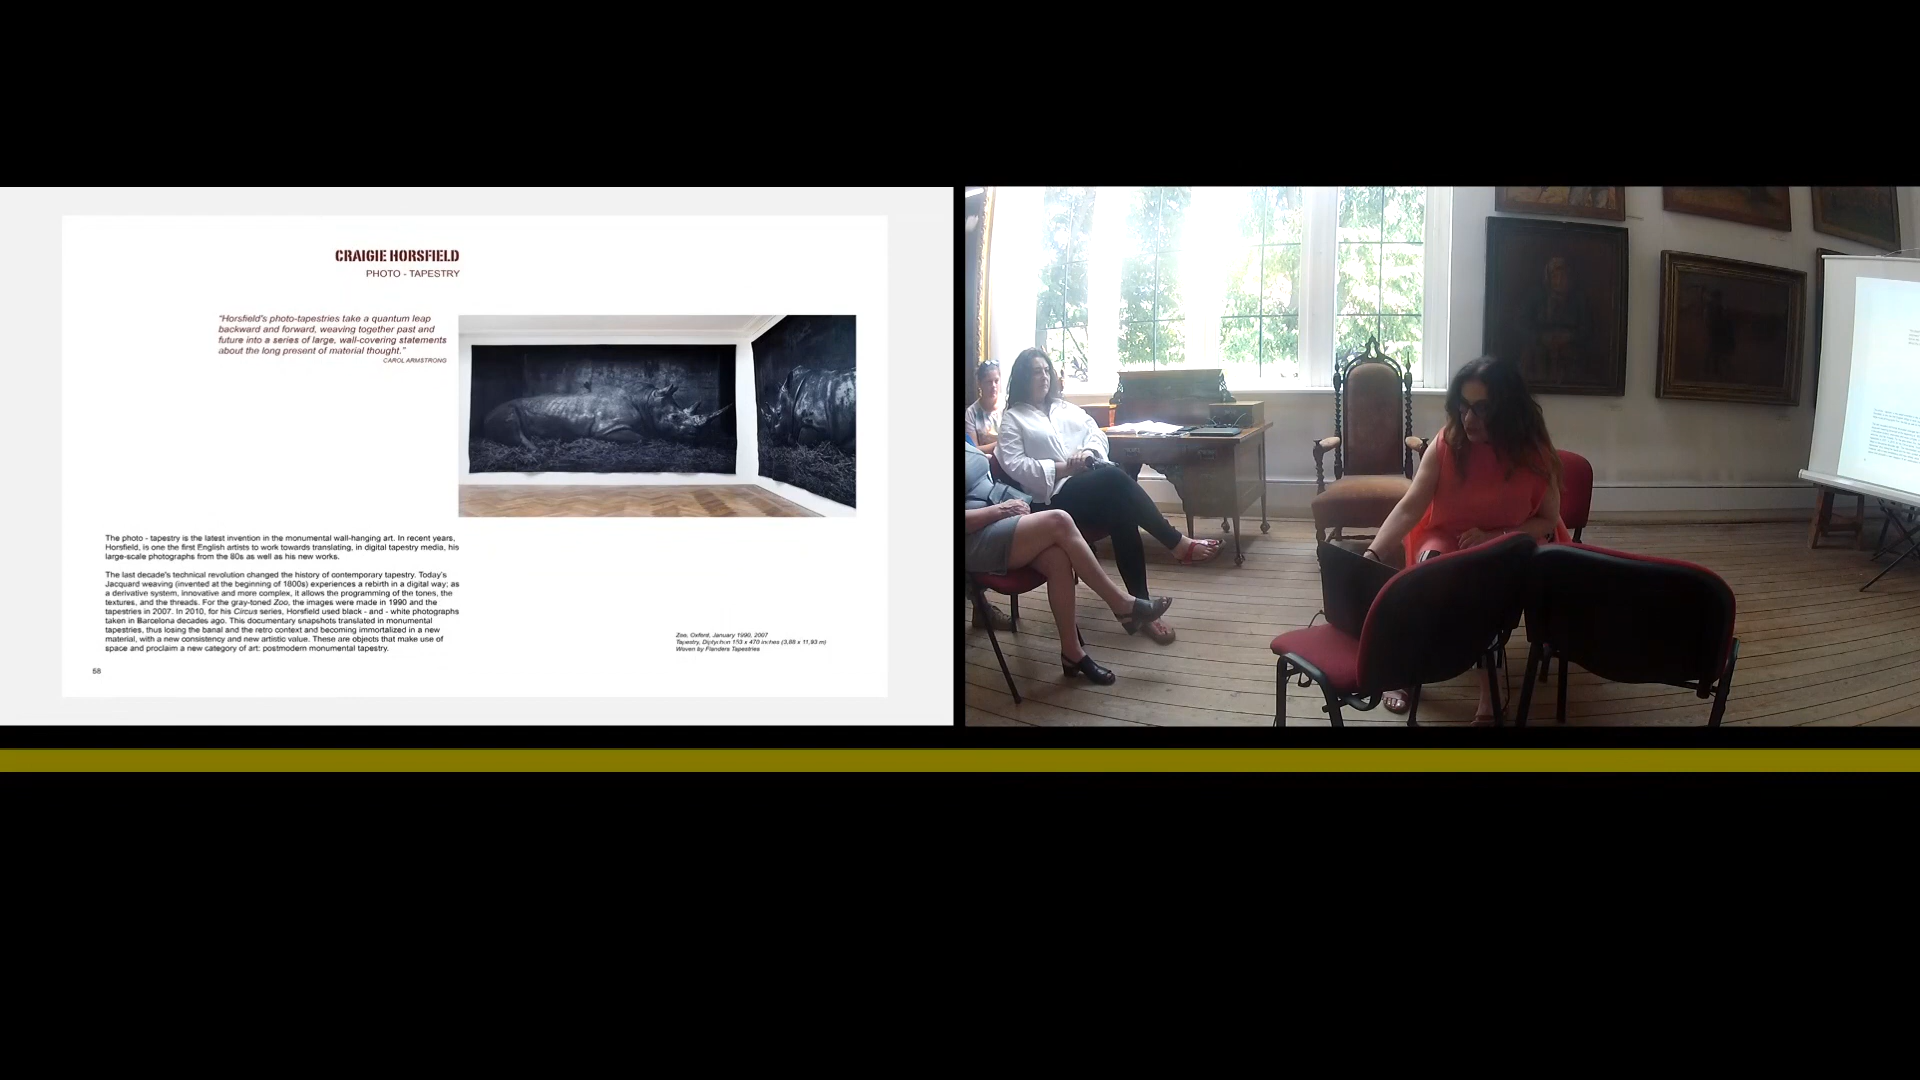 CRAIGIE HORSFIELD
PHOTO - TAPESTRY
"Horsfield's photo-tapestries take a quantum leap
backward and forward, weaving together past and
future into a series of large, wall-covering statements
about the long present of material thought."
CAROL ARMSTRONG
The photo - tapestry is the latest invention in the monumental wall-hanging art. In recent years,
Horsfield, is one the first English artists to work towards translating, in digital tapestry media, his
large-scale photographs from the 80s as well as his new works.
The last decade's technical revolution changed the history of contemporary tapestry. Today's
Jacquard weaving (invented at the beginning of 1800s) experiences a rebirth in a digital way; as
a derivative system, innovative and more complex, it allows the programming of the tones, the
textures, and the threads. For the gray-toned Zoo, the images were made in 1990 and the
tapestries in 2007. In 2010, for his Circus series, Horsfield used black - and - white photographs
taken in Barcelona decades ago. This documentary snapshots translated in monumental
tapestries, thus losing the banal and the retro context and becoming immortalized in a new
material, with a new consistency and new artistic value. These are objects that make use of
space and proclaim a new category of art: postmodern monumental tapestry.
Zoo, Oxford, January 1990, 2007
Tapestry, Diptychon 153 x 470 inches (3,88 x 11,93 m)
Woven by Flanders Tapestries
58